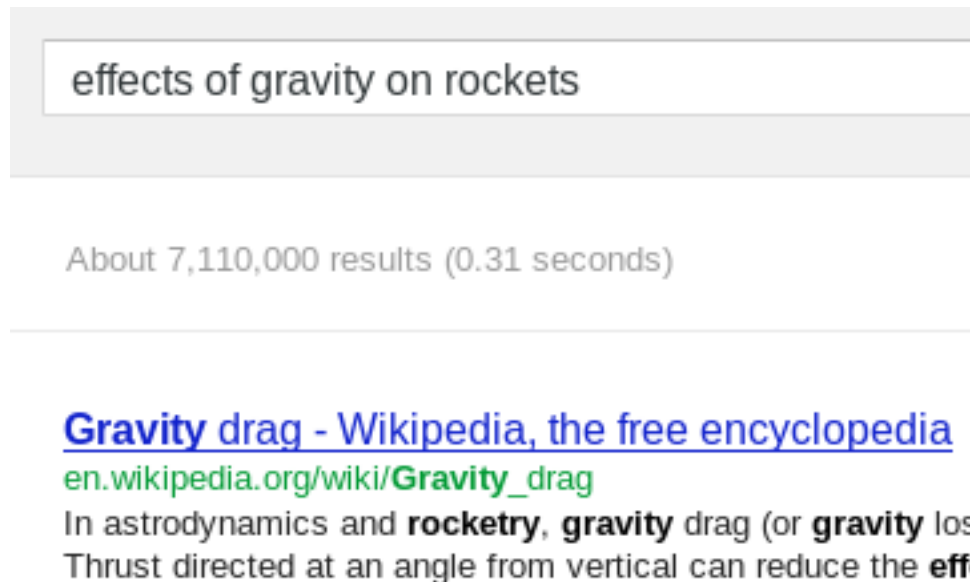 effects of gravity on rockets
About 7,110,000 results (0.31 seconds)
Gravity drag - Wikipedia, the free encyclopedia
en.wikipedia.org/wiki/Gravity_drag
In astrodynamics and rocketry, gravity drag (or gravity
Thrust directed at an angle from vertical can reduce the